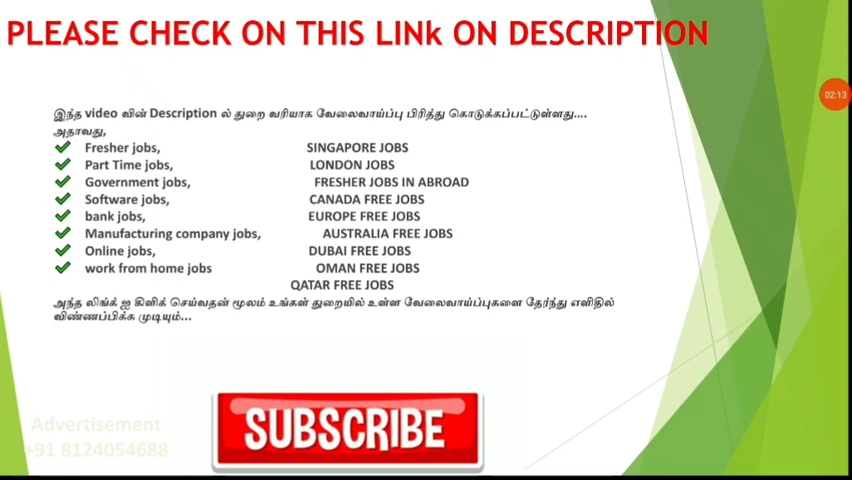 PLEASE CHECK ON THIS LINk ON DESCRIPTION
02:13
இந்த video வின் Description ல் துறை வரியாக வேலைவாய்ப்பு பிரித்து கொடுக்கப்பட்டுள்ளது....
அதாவது,
Fresher jobs, SINGAPORE JOBS
Part Time jobs, LONDON JOBS
Government jobs, FRESHER JOBS IN ABROAD
Software jobs, CANADA FREE JOBS
bank jobs, EUROPE FREE JOBS
Manufacturing company jobs, AUSTRALIA FREE JOBS
Online jobs, DUBAI FREE JOBS
work from home jobs OMAN FREE JOBS
QATAR FREE JOBS
அந்த லிங்க் ஐ கிளிக் செய்வதன் மூலம் உங்கள் துறையில் உள்ள வேலைவாய்ப்புகளை தேர்ந்து எளிதில்
விண்ணப்பிக்க முடியும்...
SUBSCRIBE
Advertisement
+91 8124054688